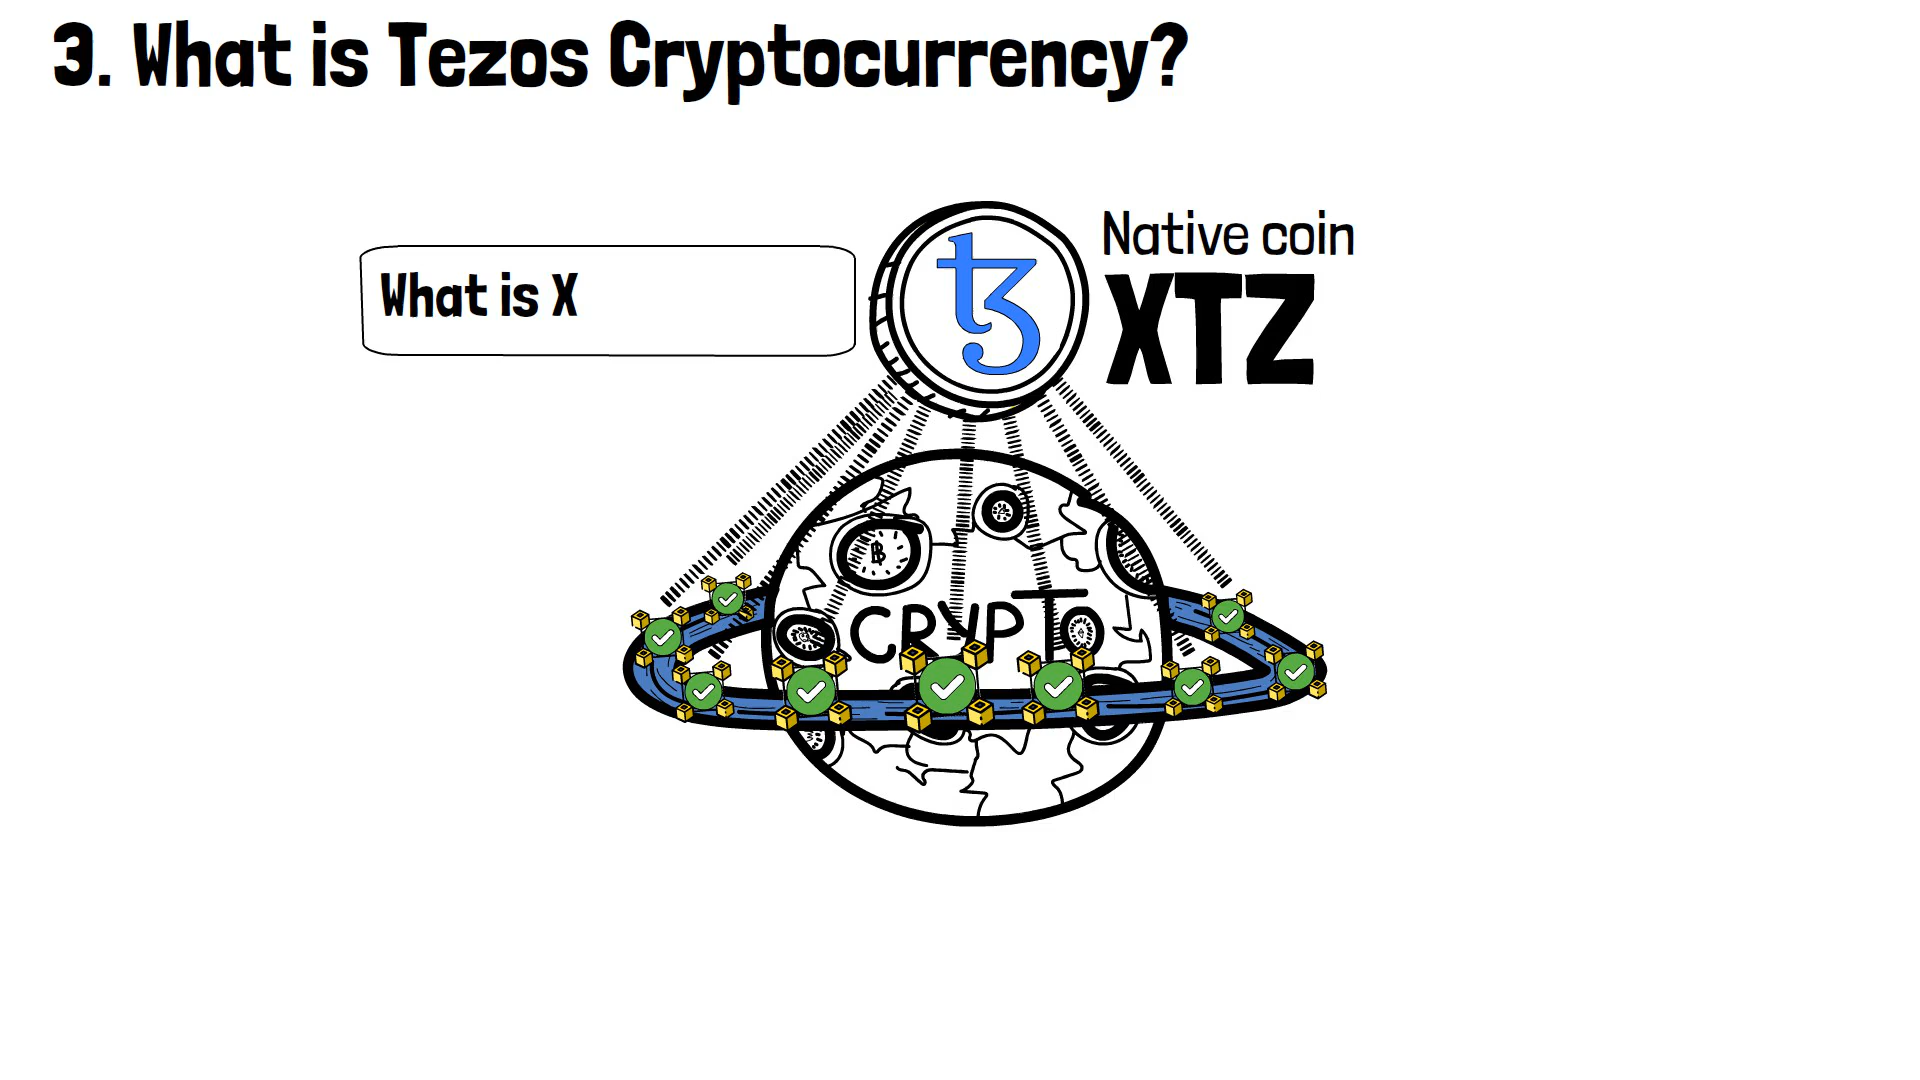 3. What is Tezos Cryptocurrency?
What is X
Native coin
XTZ
CRYPTO